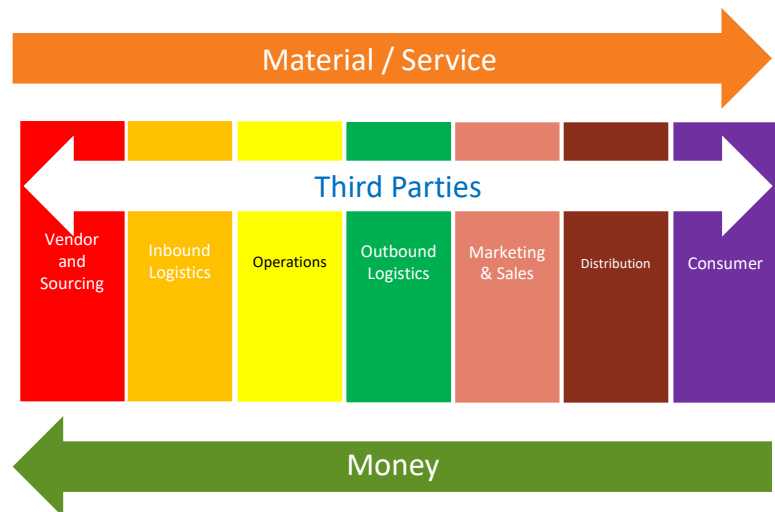 Material / Service
Third Parties
Vendor
and
Sourcing
Inbound
Logistics
Operations
Outbound
Logistics
Marketing
& Sales
Distribution
Consumer
Money